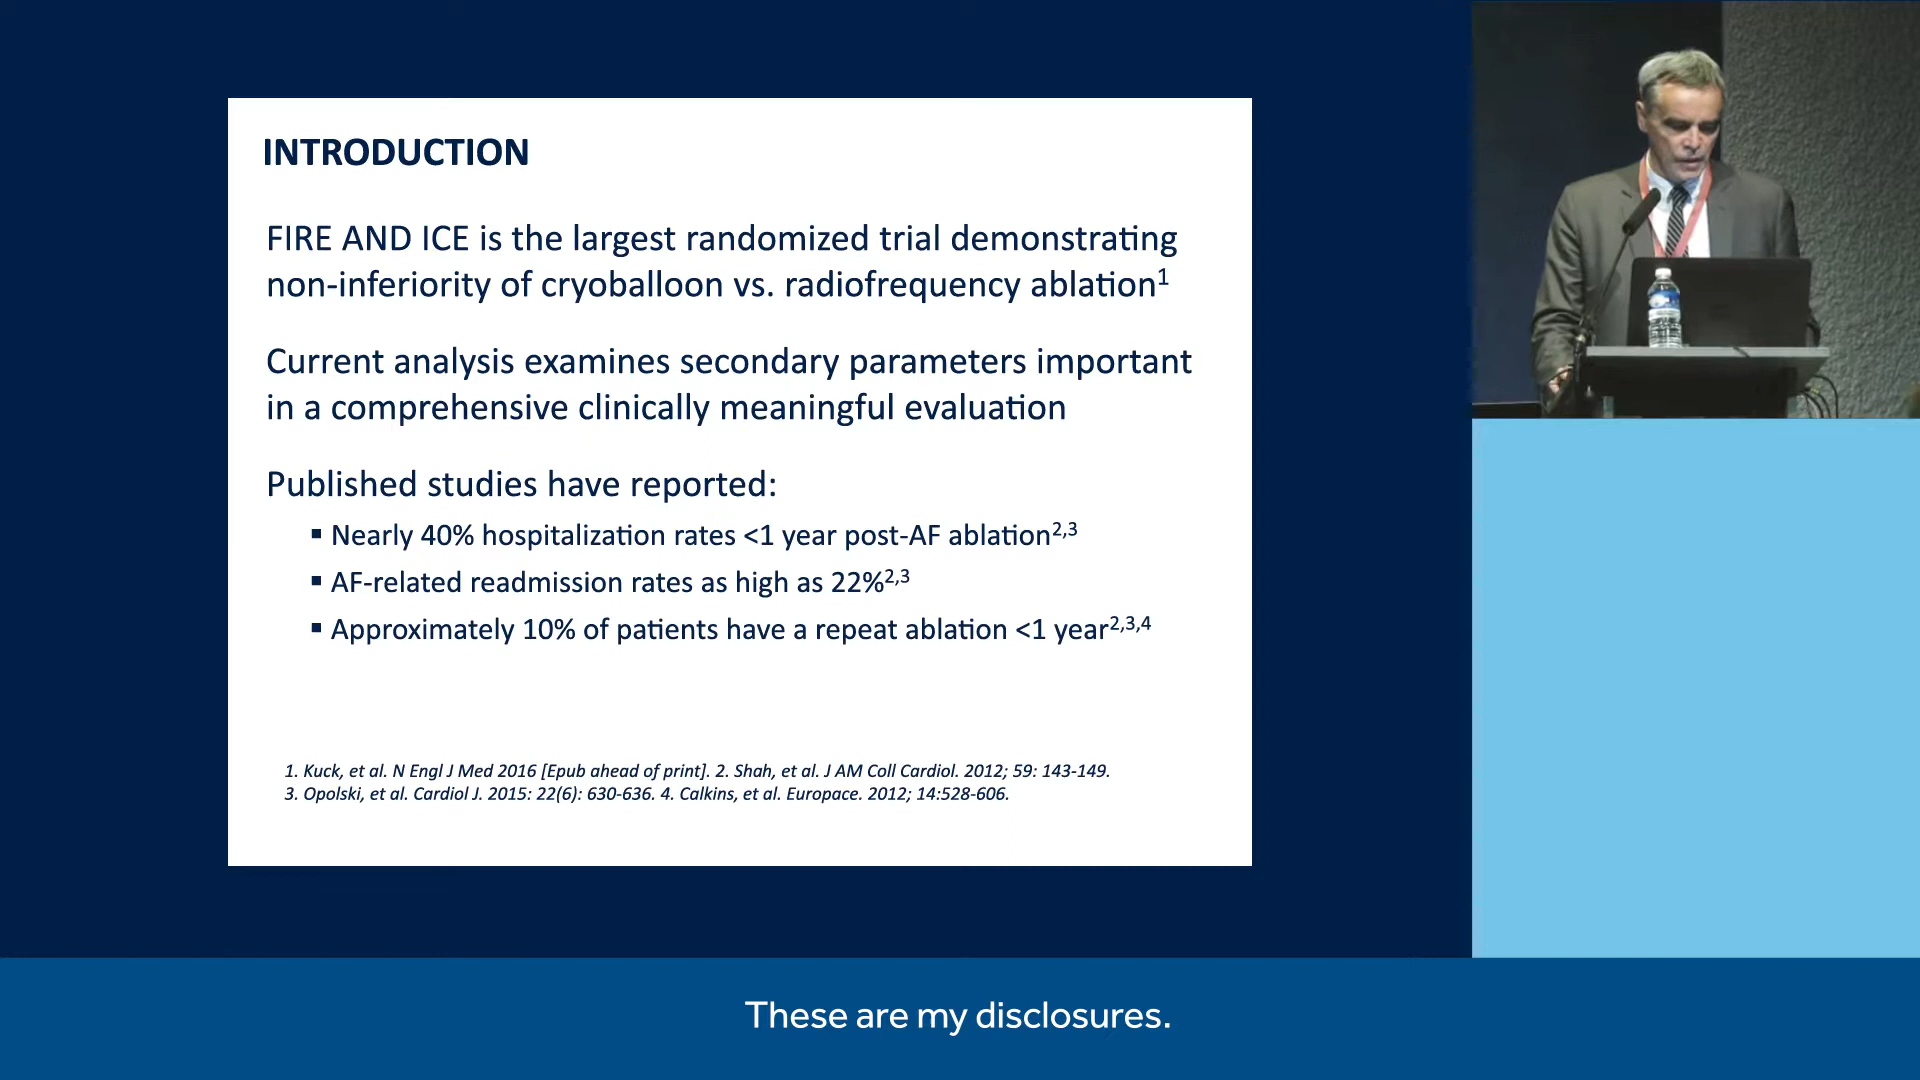 INTRODUCTION
FIRE AND ICE is the largest randomized trial demonstrating
non-inferiority of cryoballoon vs. radiofrequency ablation¹
Current analysis examines secondary parameters important
in a comprehensive clinically meaningful evaluation
Published studies have reported:
▪ Nearly 40% hospitalization rates <1 year post-AF ablation²,³
▪ AF-related readmission rates as high as 22%²,³
▪ Approximately 10% of patients have a repeat ablation <1 year²,³,⁴
1. Kuck, et al. N Engl J Med 2016 [Epub ahead of print]. 2. Shah, et al. J AM Coll Cardiol. 2012; 59: 143-149.
3. Opolski, et al. Cardiol J. 2015: 22(6): 630-636. 4. Calkins, et al. Europace. 2012; 14:528-606.
These are my disclosures.